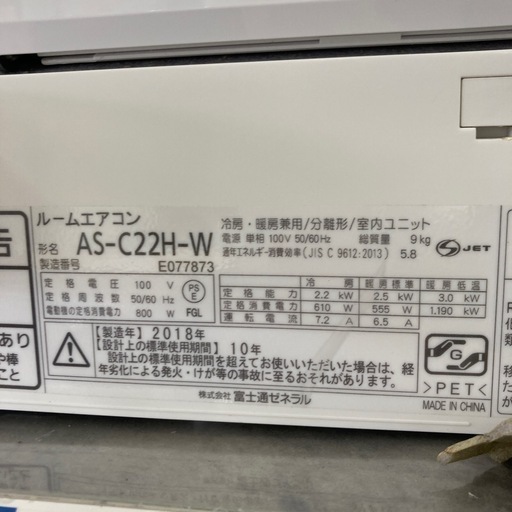 ルームエアコン
形名 AS-C22H-W
製造番号 E077873
冷房・暖房兼用/分離形/室内ユニット
電源 単相 100V 50/60Hz 総質量 9kg
通年エネルギー消費効率(JIS C 9612:2013) 5.8
S JET
定格電圧 100 V
定格周波数 50/60 Hz
電動機の定格消費電力 800 W
PS E
FGL
冷房 暖房標準 暖房低温
定格能力 2.2 kW 2.5 kW 3.0 kW
定格消費電力 610 W 555 W 1,190 kW
運転電流 7.2 A 6.5 A
【製造年】2018年
【設計上の標準使用期間】10年
設計上の標準使用期間を超えてお使いいただいた場合は、経
年劣化による発火・けが等の事故に至るおそれがあります。
G
>PET<
MADE IN CHINA
株式会社 富士通ゼネラル
告
あり
や棒
こと